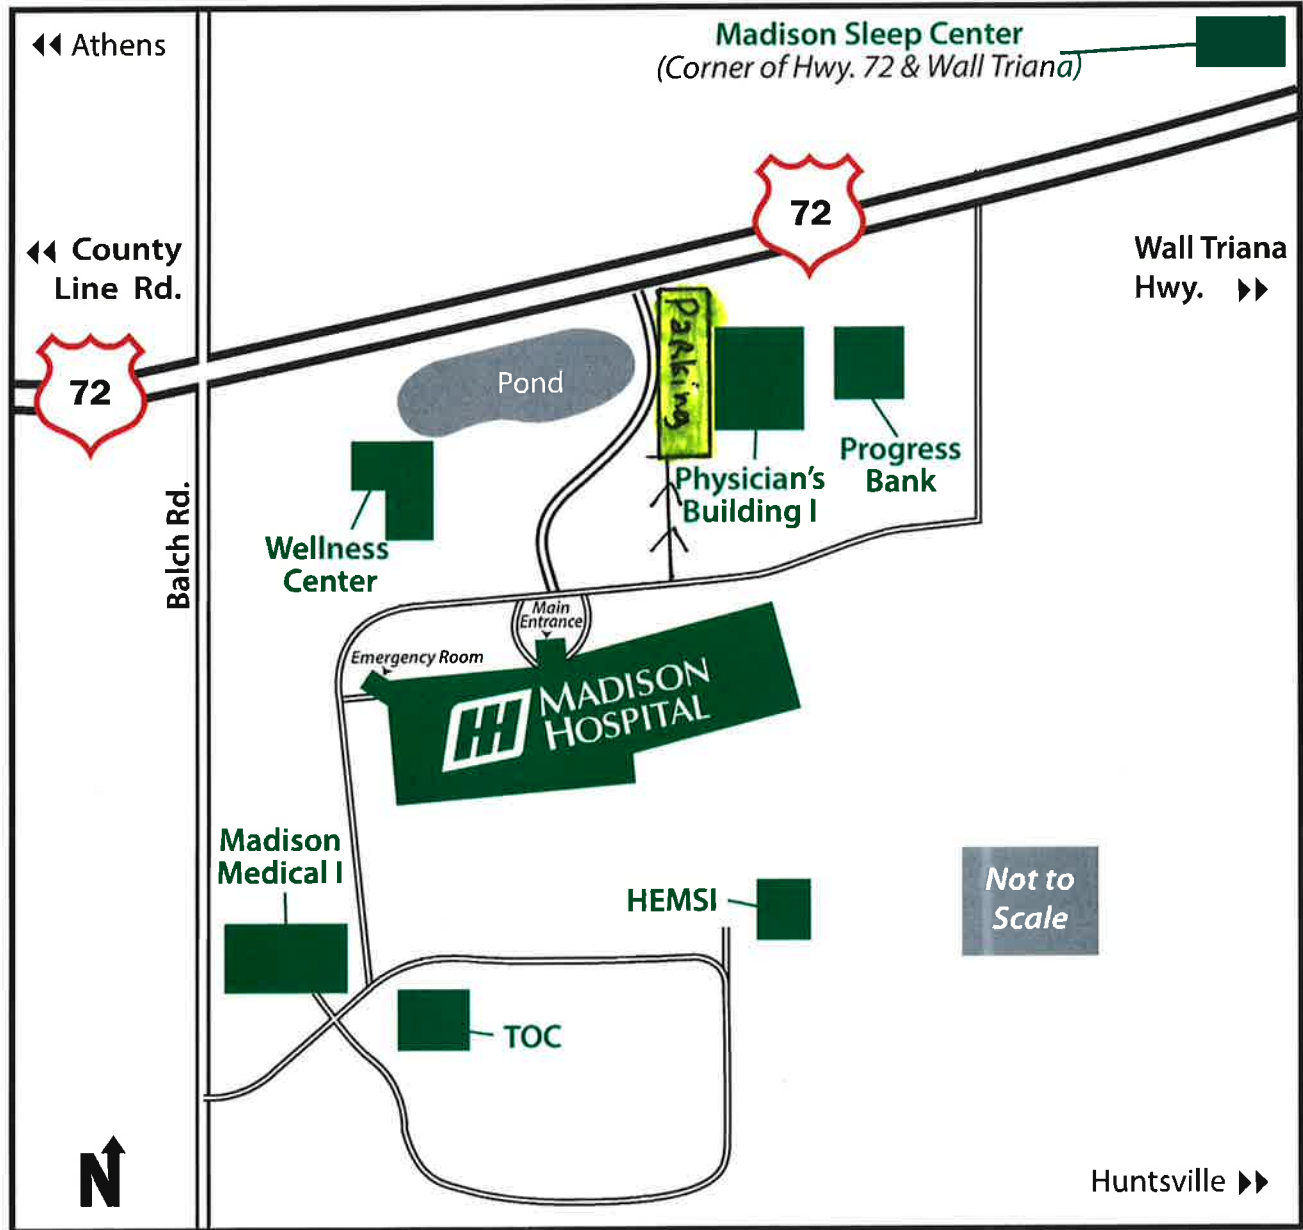 ◀◀ Athens
Madison Sleep Center
(Corner of Hwy. 72 & Wall Triana)
72
◀◀ County
Line Rd.
Wall Triana
Hwy. ▶▶
72
Pond
Parking
Progress
Bank
Physician's
Building I
Balch Rd.
Wellness
Center
Main
Entrance
Emergency Room
MADISON
HOSPITAL
Madison
Medical I
HEMSI
Not to
Scale
TOC
N
Huntsville ▶▶